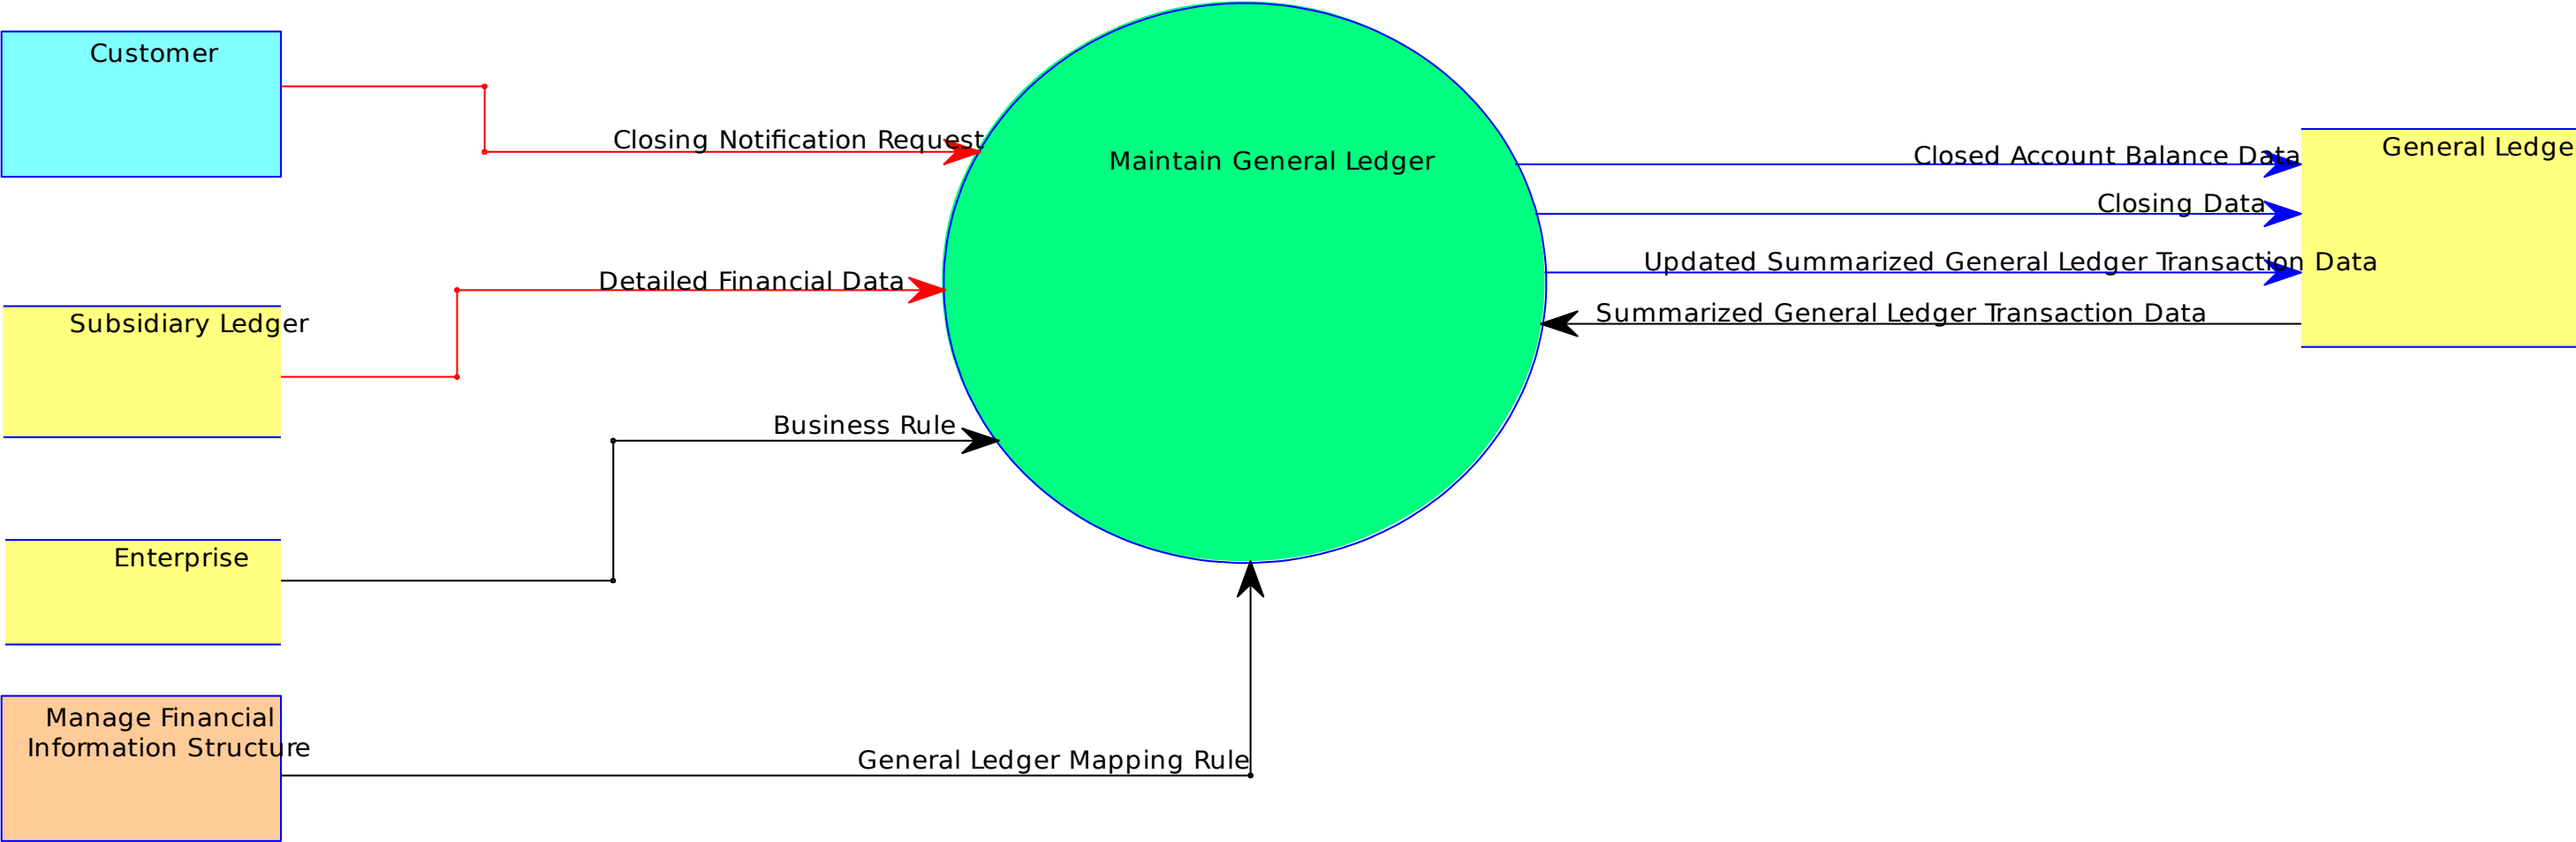 Customer
Closing Notification Request
Maintain General Ledger
Closed Account Balance Data
General Ledge
Closing Data
Detailed Financial Data
Updated Summarized General Ledger Transaction Data
Subsidiary Ledger
Summarized General Ledger Transaction Data
Business Rule
Enterprise
Manage Financial
Information Structure
General Ledger Mapping Rule